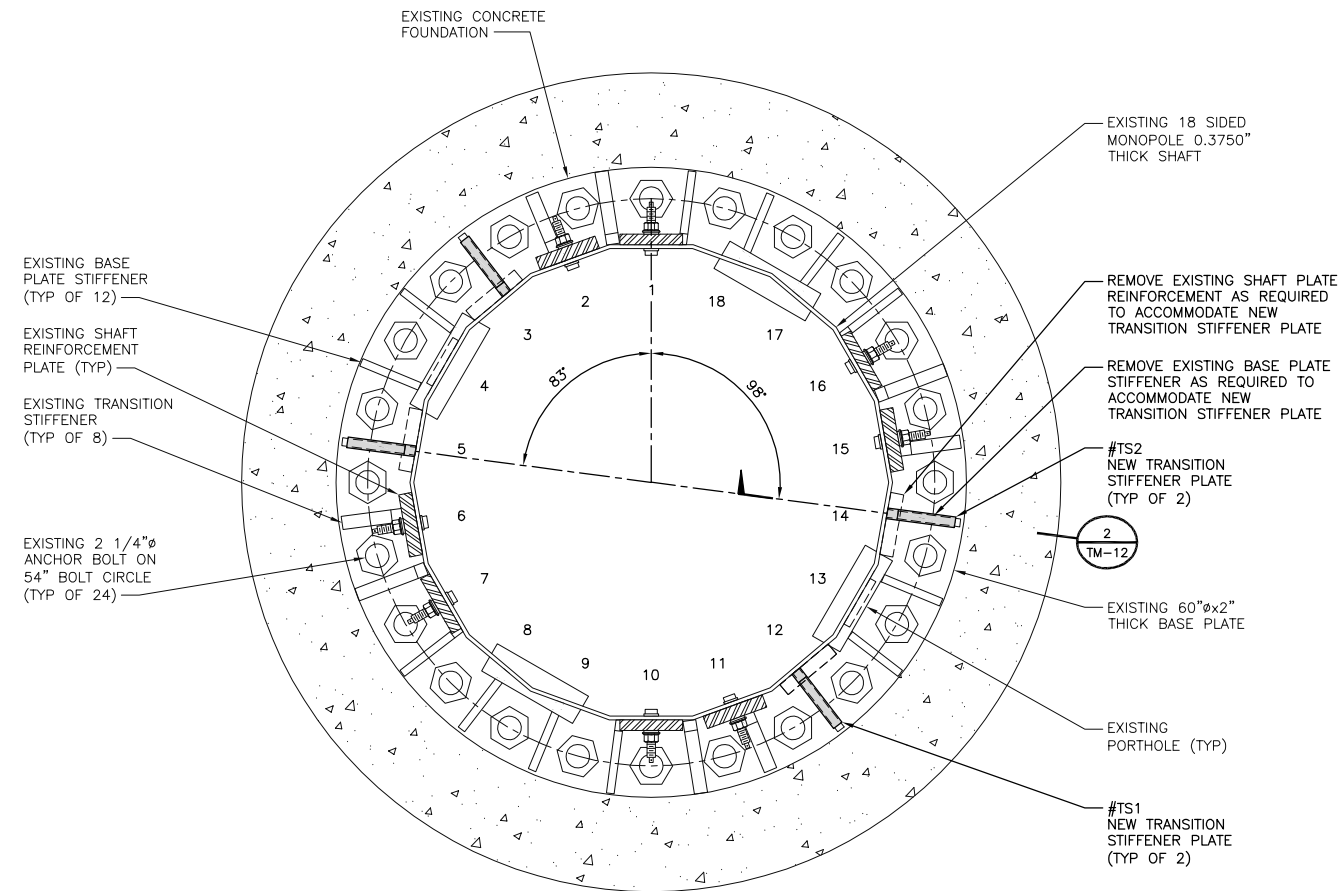 EXISTING CONCRETE
FOUNDATION
EXISTING 18 SIDED
MONOPOLE 0.3750"
THICK SHAFT
EXISTING BASE
PLATE STIFFENER
(TYP OF 12)
EXISTING SHAFT
REINFORCEMENT
PLATE (TYP)
EXISTING TRANSITION
STIFFENER
(TYP OF 8)
EXISTING 2 1/4"ø
ANCHOR BOLT ON
54" BOLT CIRCLE
(TYP OF 24)
REMOVE EXISTING SHAFT PLATE
REINFORCEMENT AS REQUIRED
TO ACCOMMODATE NEW
TRANSITION STIFFENER PLATE
REMOVE EXISTING BASE PLATE
STIFFENER AS REQUIRED TO
ACCOMMODATE NEW
TRANSITION STIFFENER PLATE
#TS2
NEW TRANSITION
STIFFENER PLATE
(TYP OF 2)
2
TM-12
EXISTING 60"øx2"
THICK BASE PLATE
EXISTING
PORTHOLE (TYP)
#TS1
NEW TRANSITION
STIFFENER PLATE
(TYP OF 2)
1
2
3
4
5
6
7
8
9
10
11
12
13
14
15
16
17
18
83°
98°